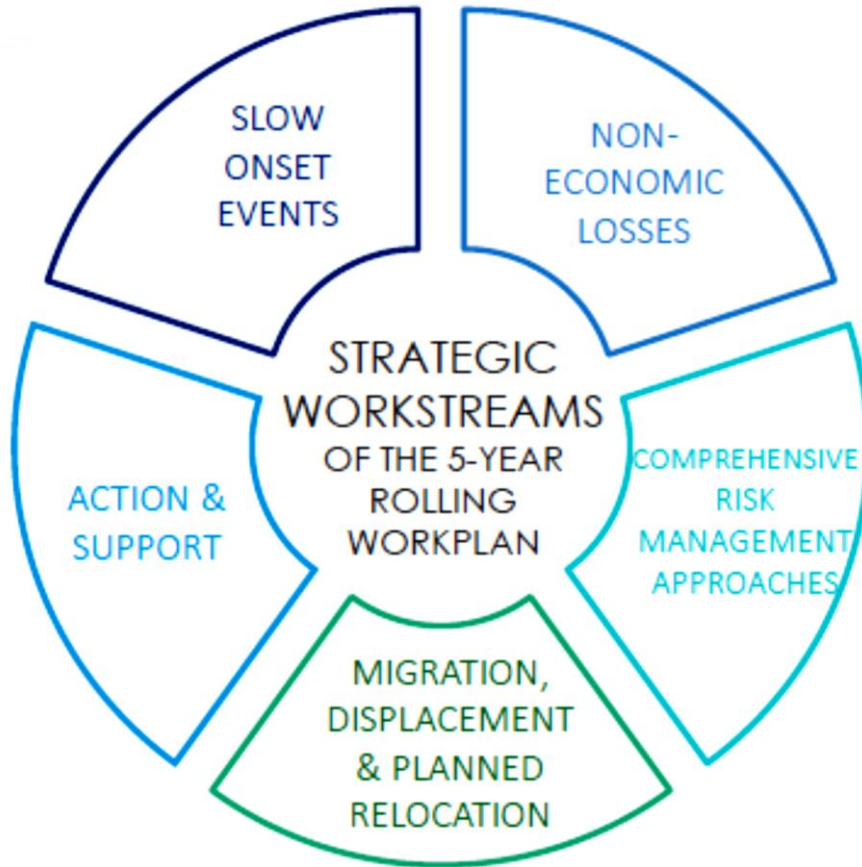 SLOW
ONSET
EVENTS
NON-
ECONOMIC
LOSSES
STRATEGIC
WORKSTREAMS
OF THE 5-YEAR
ROLLING
WORKPLAN
COMPREHENSIVE
RISK
MANAGEMENT
APPROACHES
ACTION &
SUPPORT
MIGRATION,
DISPLACEMENT
& PLANNED
RELOCATION